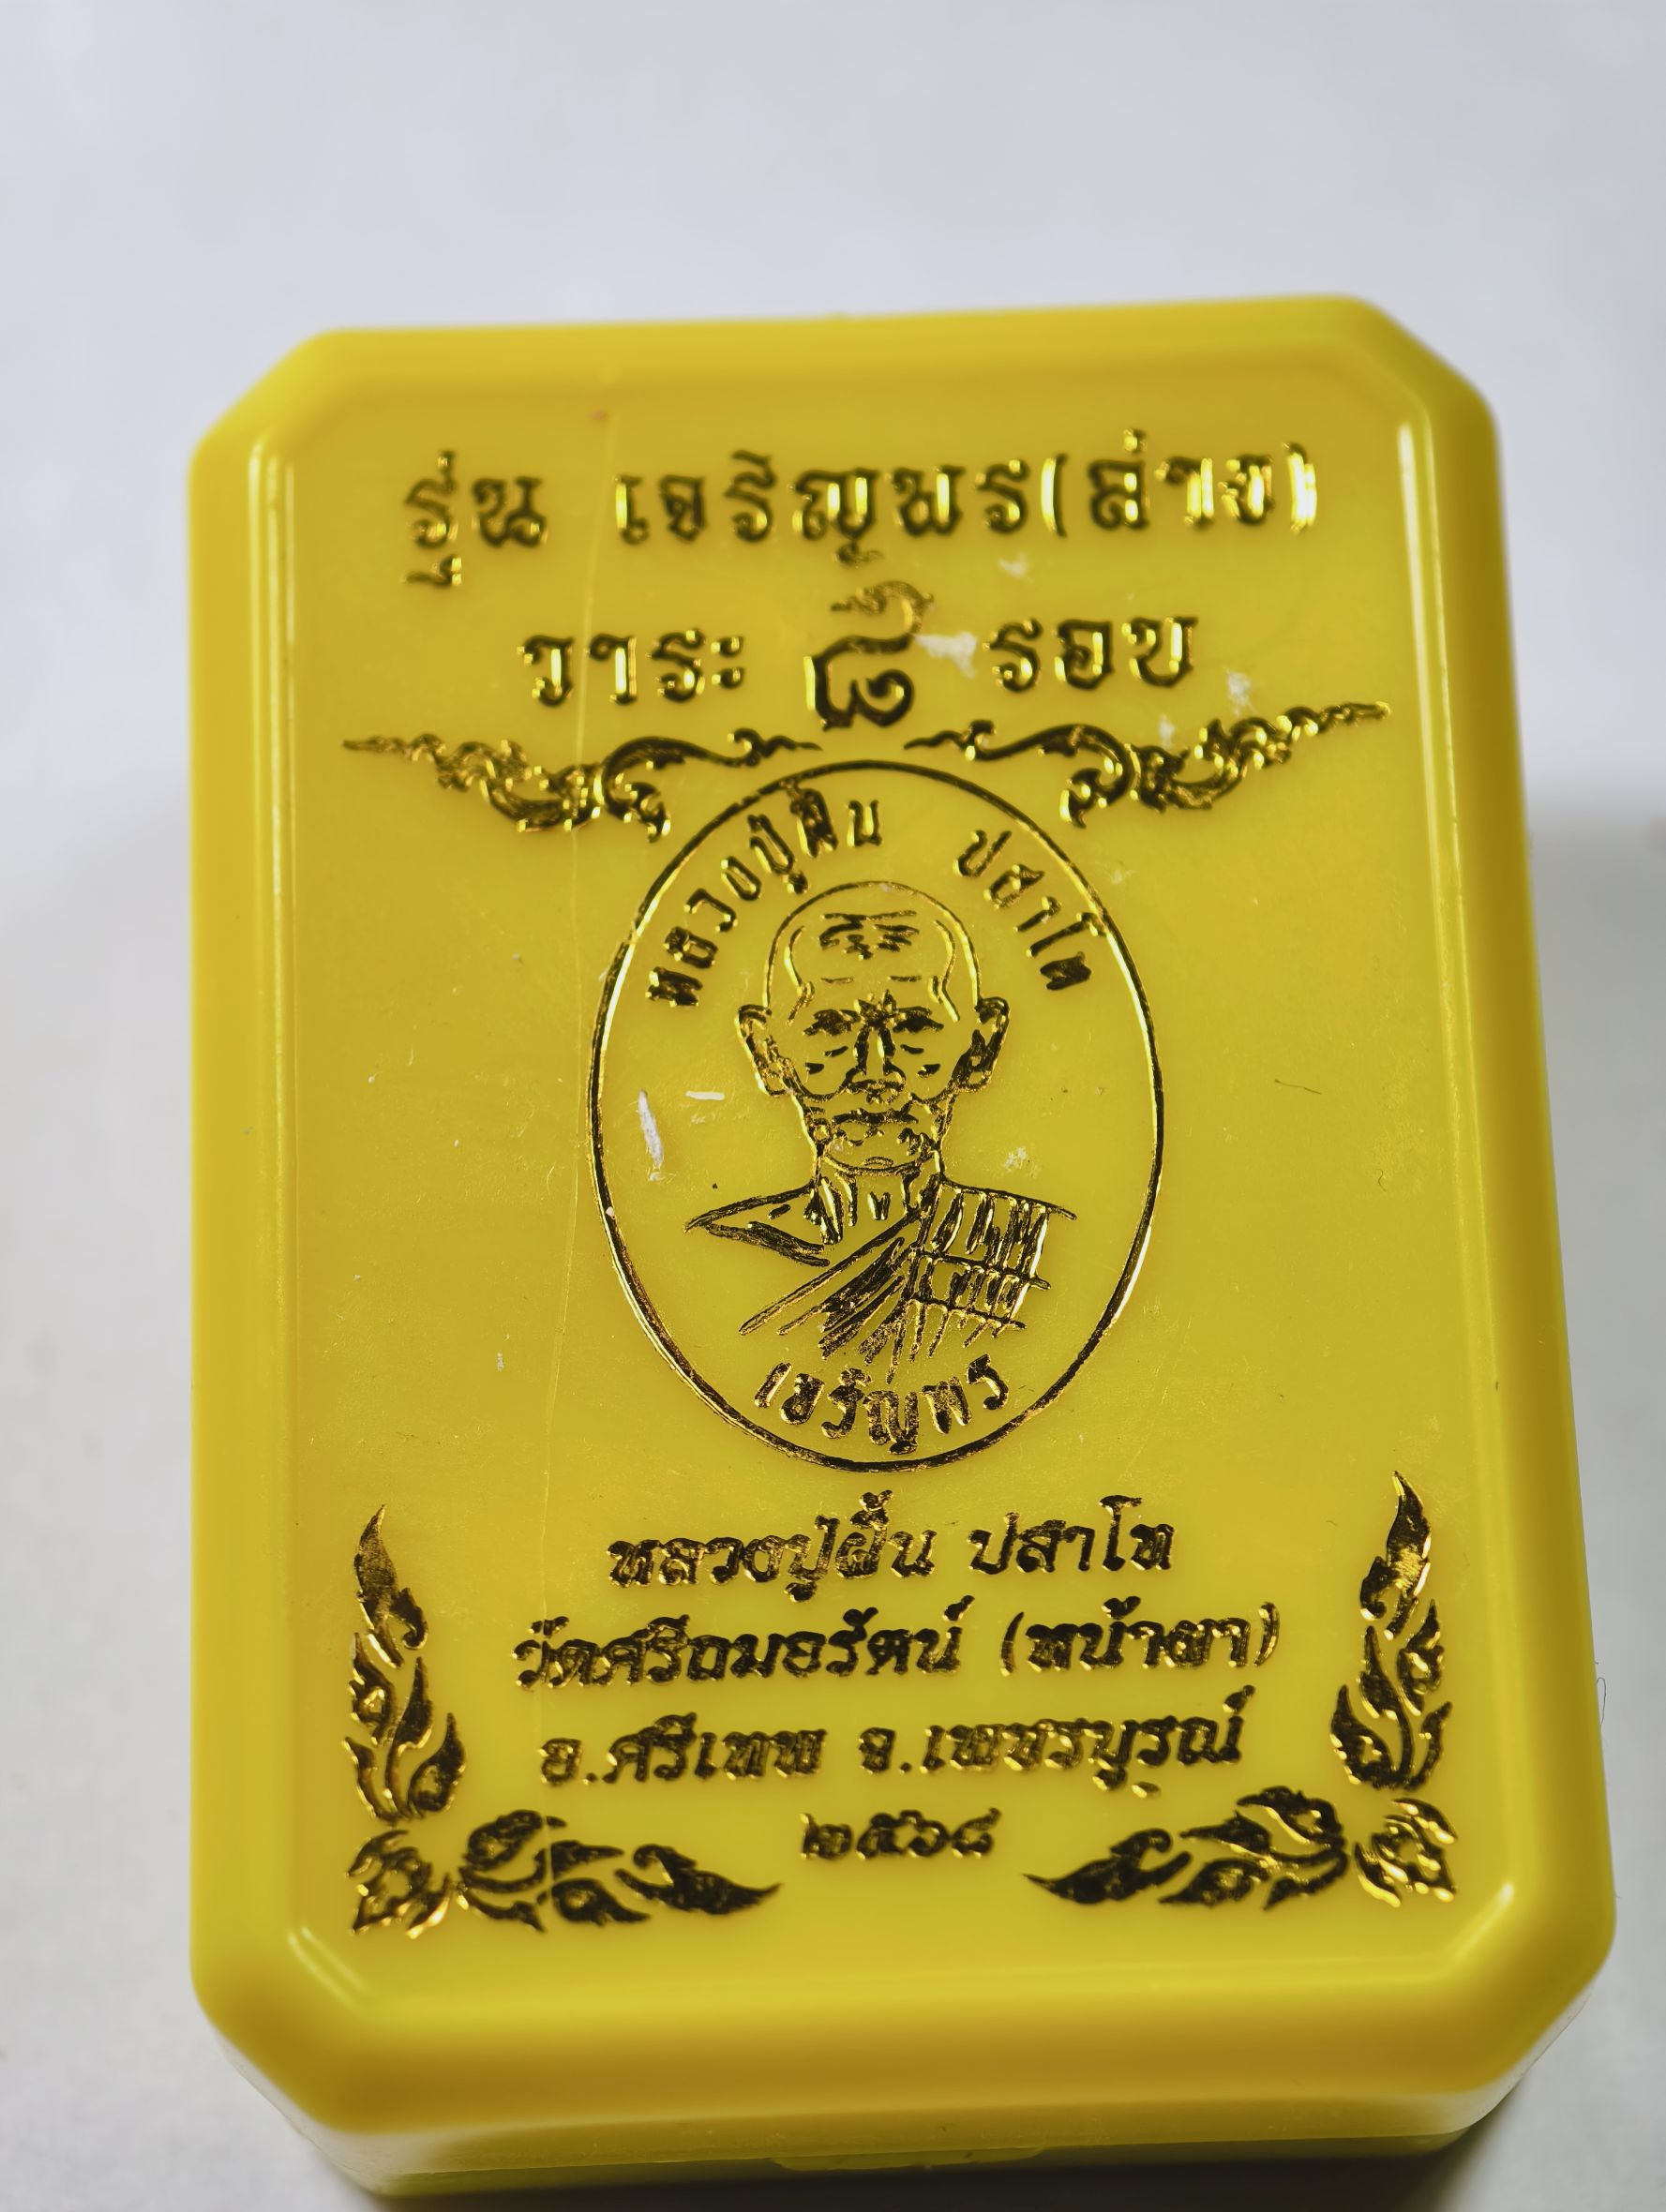 รุ่น เจริญพร(ล่าง)
วาระ ๘ รอบ
หลวงปู่ฝั้น ปสาโท
เจริญพร
หลวงปู่ฝั้น ปสาโท
วัดศรีถมอรัตน์ (หน้าผา)
อ.ศรีเทพ จ.เพชรบูรณ์
๒๕๖๘